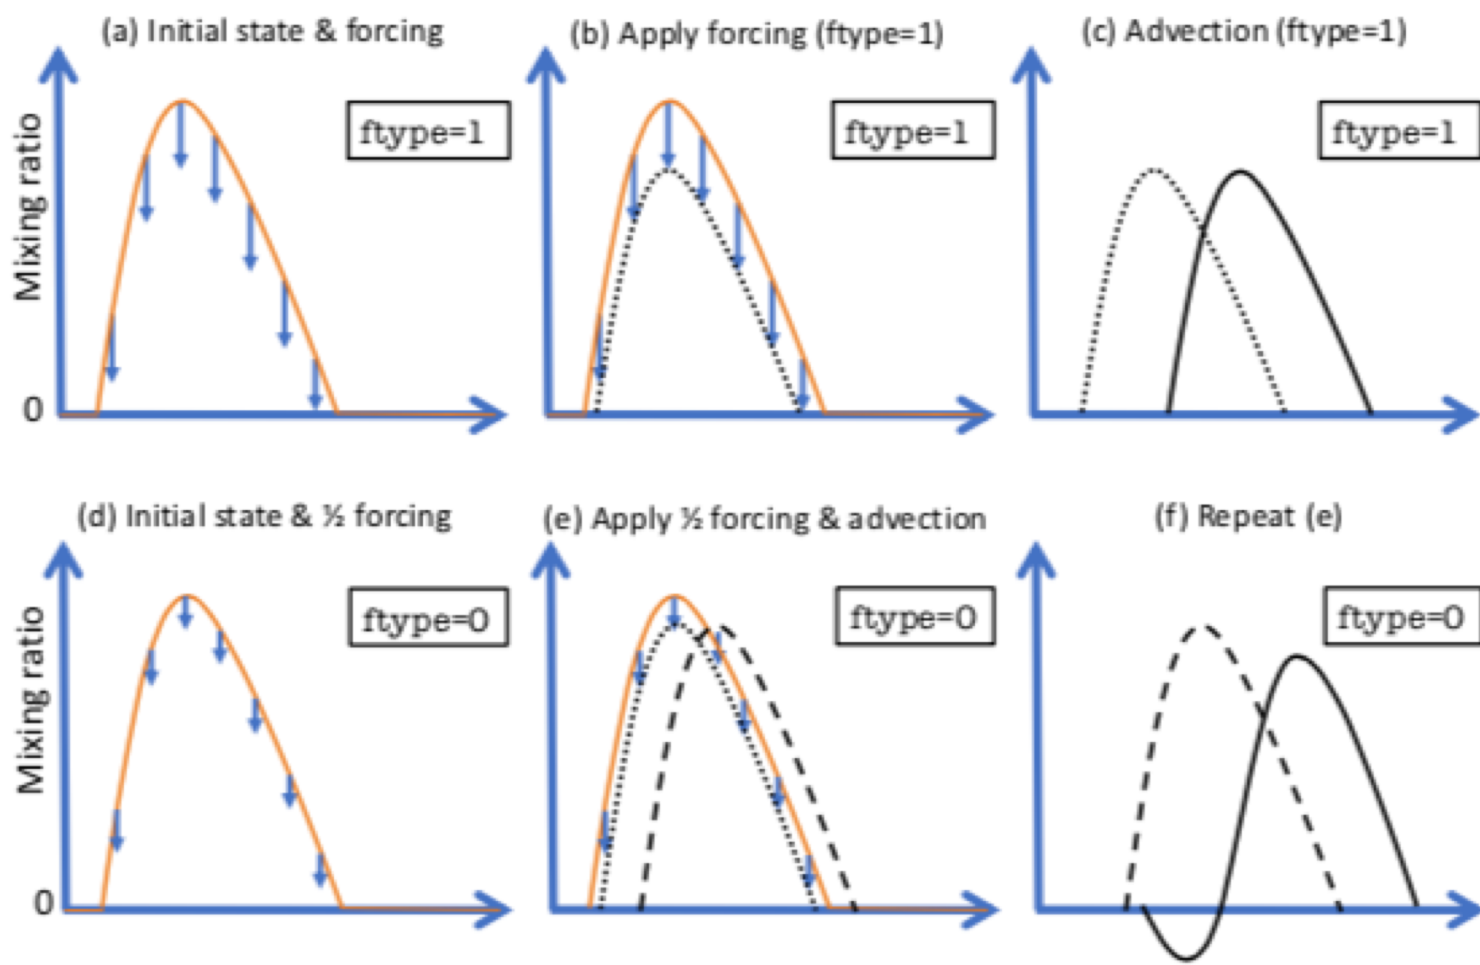 (a) Initial state & forcing
(b) Apply forcing (ftype=1)
(c) Advection (ftype=1)
ftype=1
ftype=1
ftype=1
Mixing ratio
0
(d) Initial state & ½ forcing
(e) Apply ½ forcing & advection
(f) Repeat (e)
ftype=0
ftype=0
ftype=0
Mixing ratio
0